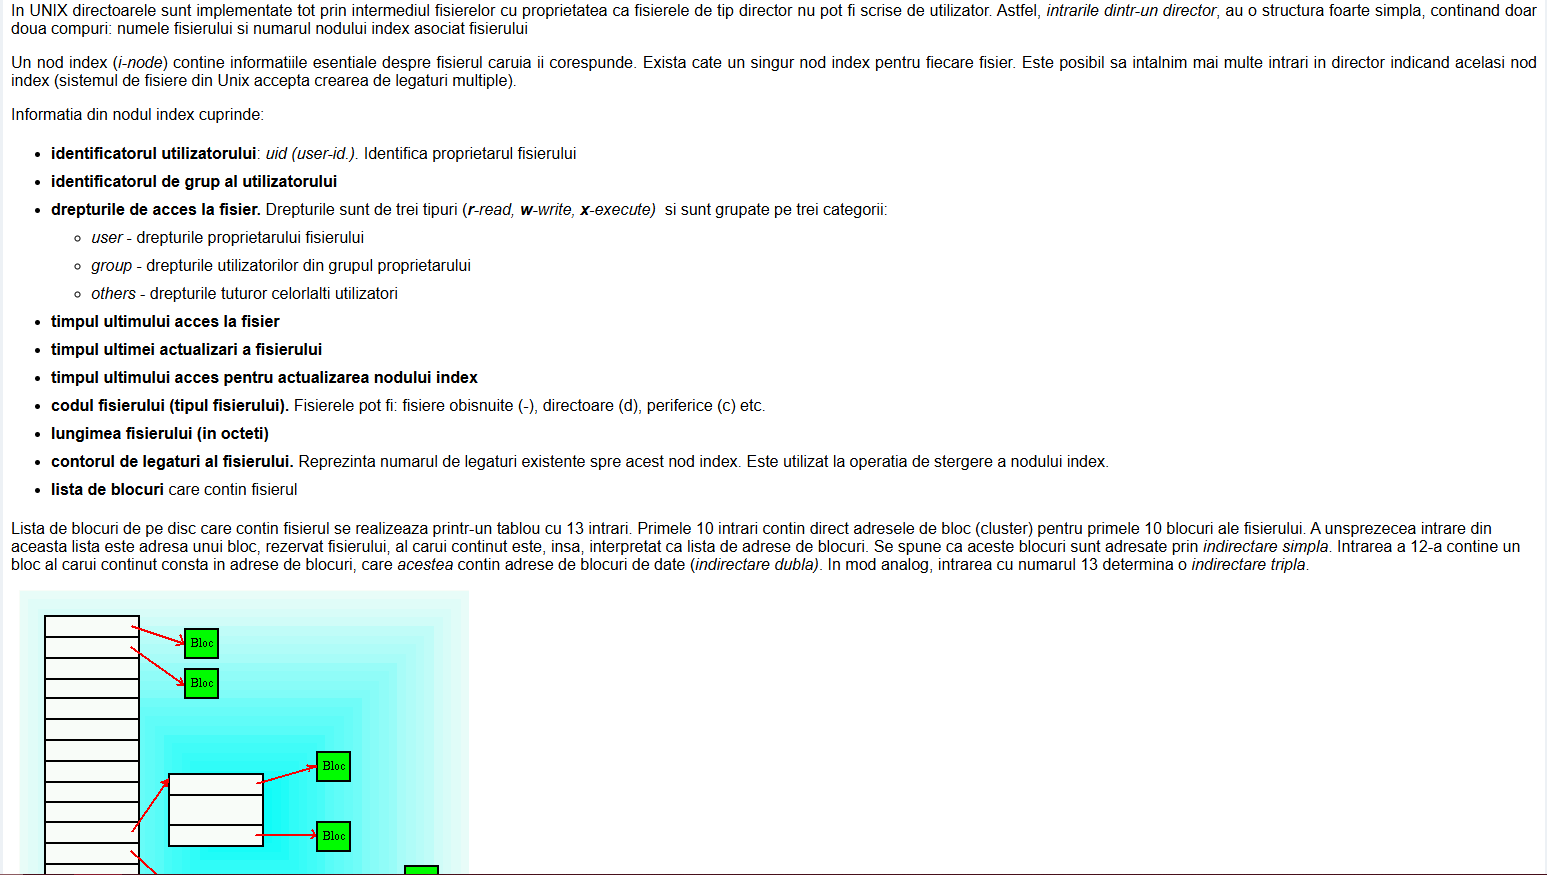 In UNIX directoarele sunt implementate tot prin intermediul fisierelor cu proprietatea ca fisierele de tip director nu pot fi scrise de utilizator. Astfel, intrarile dintr-un director, au o structura foarte simpla, continand doar
doua compuri: numele fisierului si numarul nodului index asociat fisierului
Un nod index (i-node) contine informatiile esentiale despre fisierul caruia ii corespunde. Exista cate un singur nod index pentru fiecare fisier. Este posibil sa intalnim mai multe intrari in director indicand acelasi nod
index (sistemul de fisiere din Unix accepta crearea de legaturi multiple).
Informatia din nodul index cuprinde:
• identificatorul utilizatorului: uid (user-id.). Identifica proprietarul fisierului
• identificatorul de grup al utilizatorului
• drepturile de acces la fisier. Drepturile sunt de trei tipuri (r-read, w-write, x-execute) si sunt grupate pe trei categorii:
◦ user - drepturile proprietarului fisierului
◦ group - drepturile utilizatorilor din grupul proprietarului
◦ others - drepturile tuturor celorlalti utilizatori
• timpul ultimului acces la fisier
• timpul ultimei actualizari a fisierului
• timpul ultimului acces pentru actualizarea nodului index
• codul fisierului (tipul fisierului). Fisierele pot fi: fisiere obisnuite (-), directoare (d), periferice (c) etc.
• lungimea fisierului (in octeti)
• contorul de legaturi al fisierului. Reprezinta numarul de legaturi existente spre acest nod index. Este utilizat la operatia de stergere a nodului index.
• lista de blocuri care contin fisierul
Lista de blocuri de pe disc care contin fisierul se realizeaza printr-un tablou cu 13 intrari. Primele 10 intrari contin direct adresele de bloc (cluster) pentru primele 10 blocuri ale fisierului. A unsprezecea intrare din
aceasta lista este adresa unui bloc, rezervat fisierului, al carui continut este, insa, interpretat ca lista de adrese de blocuri. Se spune ca aceste blocuri sunt adresate prin indirectare simpla. Intrarea a 12-a contine un
bloc al carui continut consta in adrese de blocuri, care acestea contin adrese de blocuri de date (indirectare dubla). In mod analog, intrarea cu numarul 13 determina o indirectare tripla.
Bloc
Bloc
Bloc
Bloc